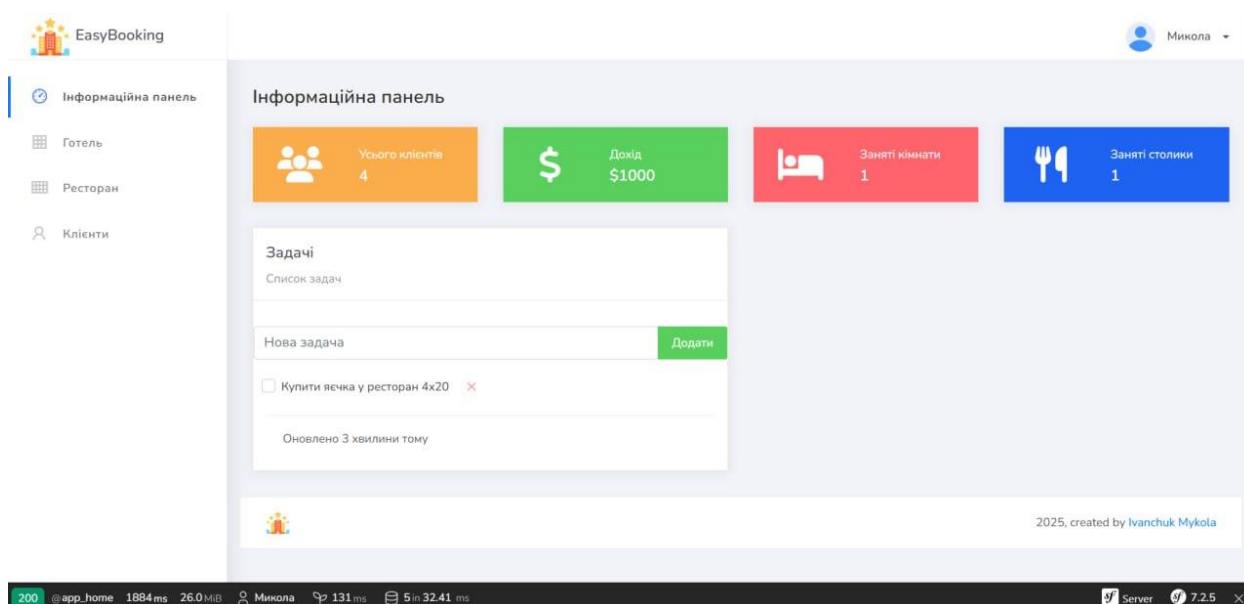 EasyBooking
Микола
Інформаційна панель
Готель
Ресторан
Клієнти
Інформаційна панель
Усього клієнтів
4
Дохід
$1000
Заняті кімнати
1
Заняті столики
1
Задачі
Список задач
Нова задача
Додати
Купити яєчка у ресторан 4x20
Оновлено 3 хвилини тому
2025, created by Ivanchuk Mykola
200 @app_home 1884 ms 26.0 MiB Микола 131 ms 5 in 32.41 ms Server 7.2.5